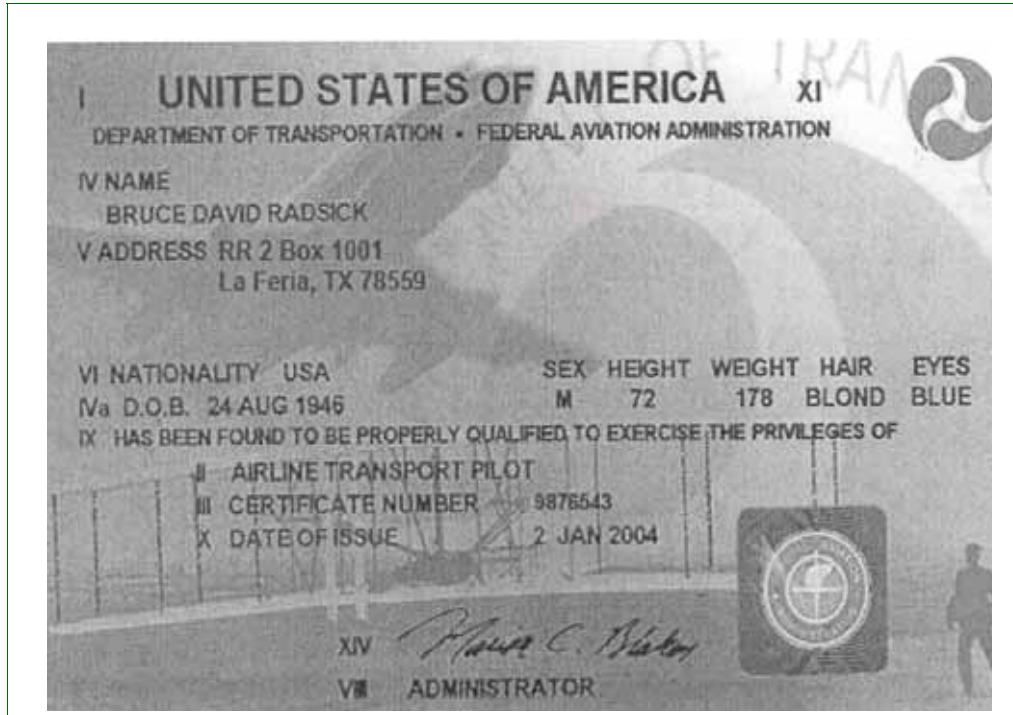 OF TRAN
I UNITED STATES OF AMERICA XI
DEPARTMENT OF TRANSPORTATION • FEDERAL AVIATION ADMINISTRATION
IV NAME
BRUCE DAVID RADSICK
V ADDRESS RR 2 Box 1001
La Feria, TX 78559
VI NATIONALITY USA SEX HEIGHT WEIGHT HAIR EYES
IVa D.O.B. 24 AUG 1946 M 72 178 BLOND BLUE
IX HAS BEEN FOUND TO BE PROPERLY QUALIFIED TO EXERCISE THE PRIVILEGES OF
II AIRLINE TRANSPORT PILOT
III CERTIFICATE NUMBER 9876543
X DATE OF ISSUE 2 JAN 2004
XIV
VIII ADMINISTRATOR